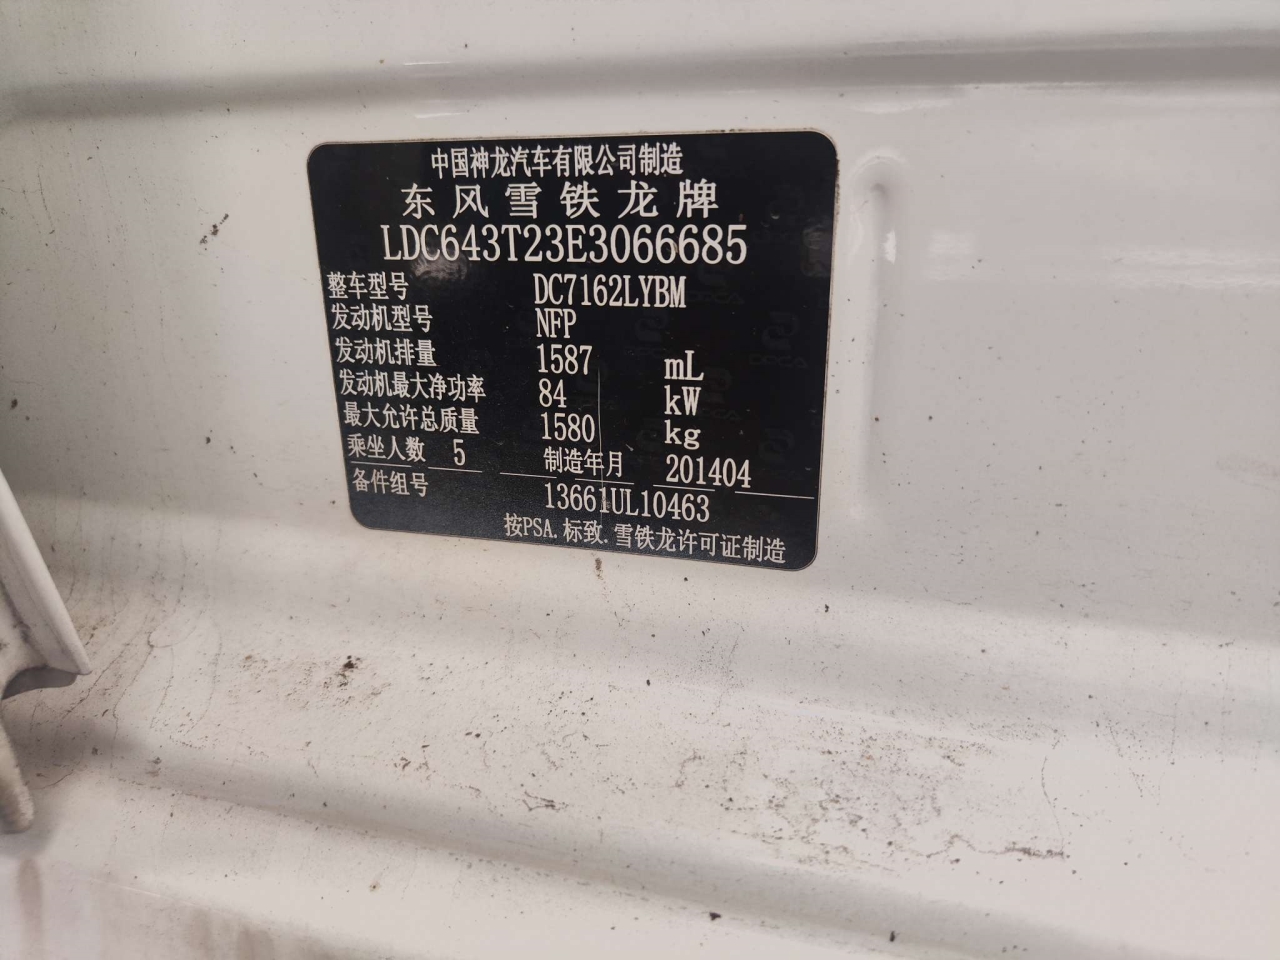 中国神龙汽车有限公司制造
东风雪铁龙牌
LDC643T23E3066685
整车型号 DC7162LYBM
发动机型号 NFP
发动机排量 1587 mL
发动机最大净功率 84 kW
最大允许总质量 1580 kg
乘坐人数 5 制造年月 201404
备件组号 13661UL10463
按PSA.标致.雪铁龙许可证制造